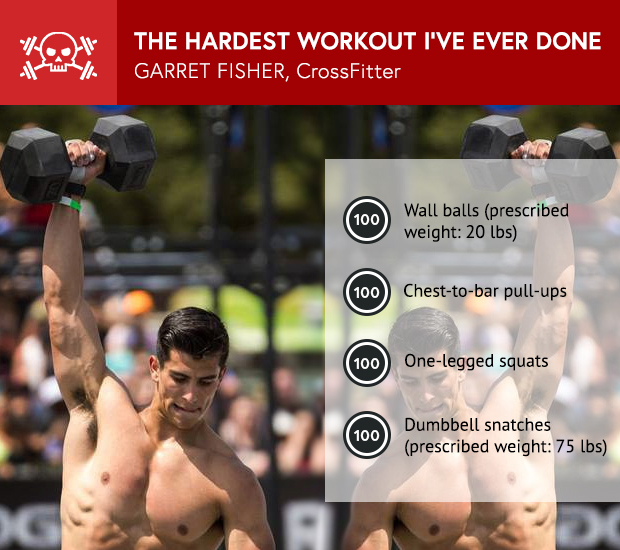 THE HARDEST WORKOUT I'VE EVER DONE
GARRET FISHER, CrossFitter
100
Wall balls (prescribed
weight: 20 lbs)
100
Chest-to-bar pull-ups
100
One-legged squats
100
Dumbbell snatches
(prescribed weight: 75 lbs)